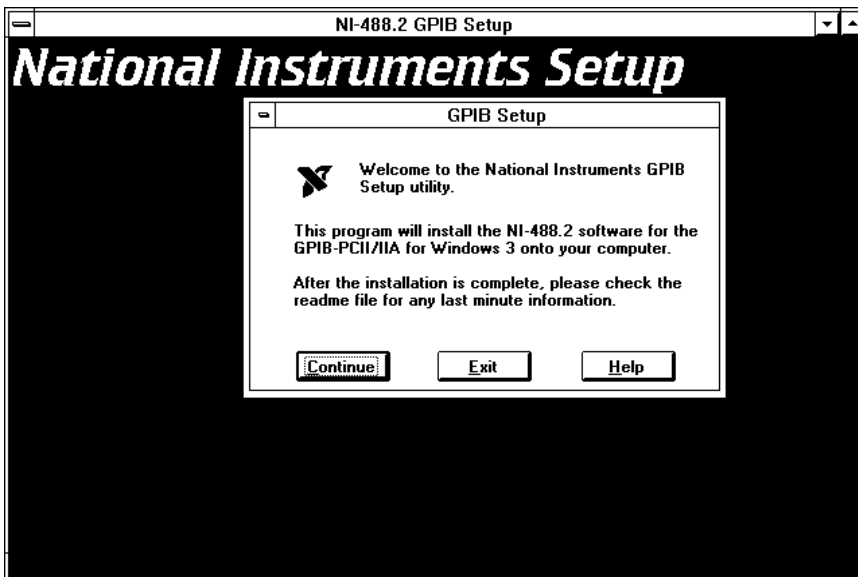 NI-488.2 GPIB Setup
National Instruments Setup
GPIB Setup
Welcome to the National Instruments GPIB
Setup utility.
This program will install the NI-488.2 software for the
GPIB-PCII/IIA for Windows 3 onto your computer.
After the installation is complete, please check the
readme file for any last minute information.
Continue
Exit
Help